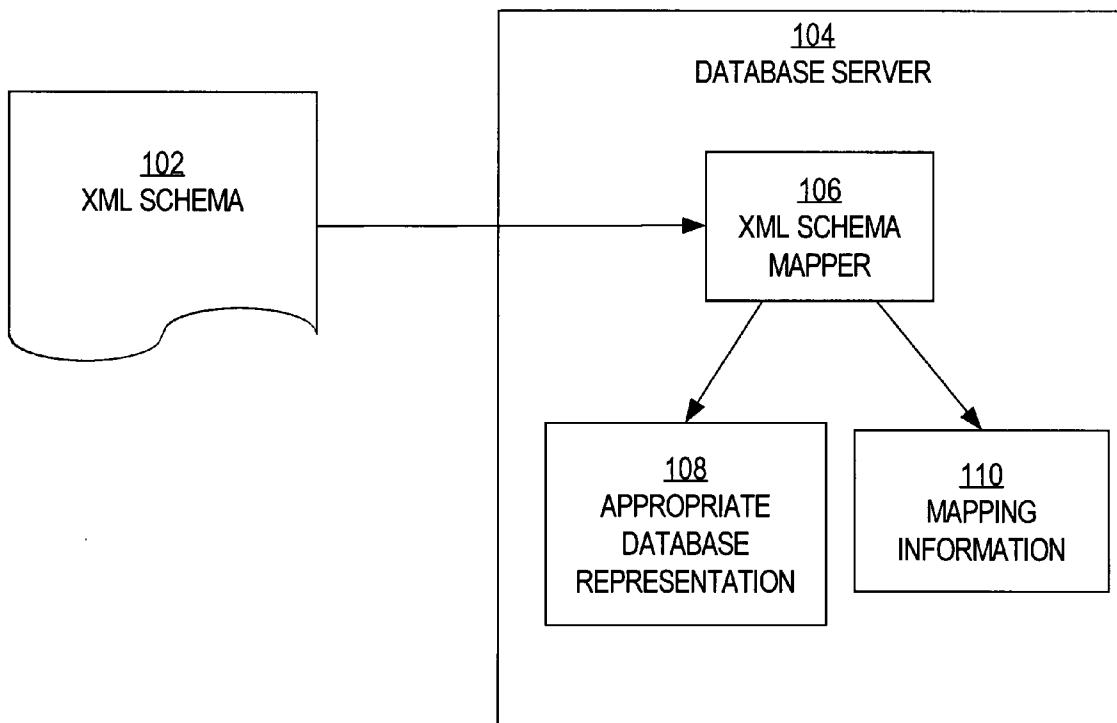 104
DATABASE SERVER
102
XML SCHEMA
106
XML SCHEMA
MAPPER
108
APPROPRIATE
DATABASE
REPRESENTATION
110
MAPPING
INFORMATION